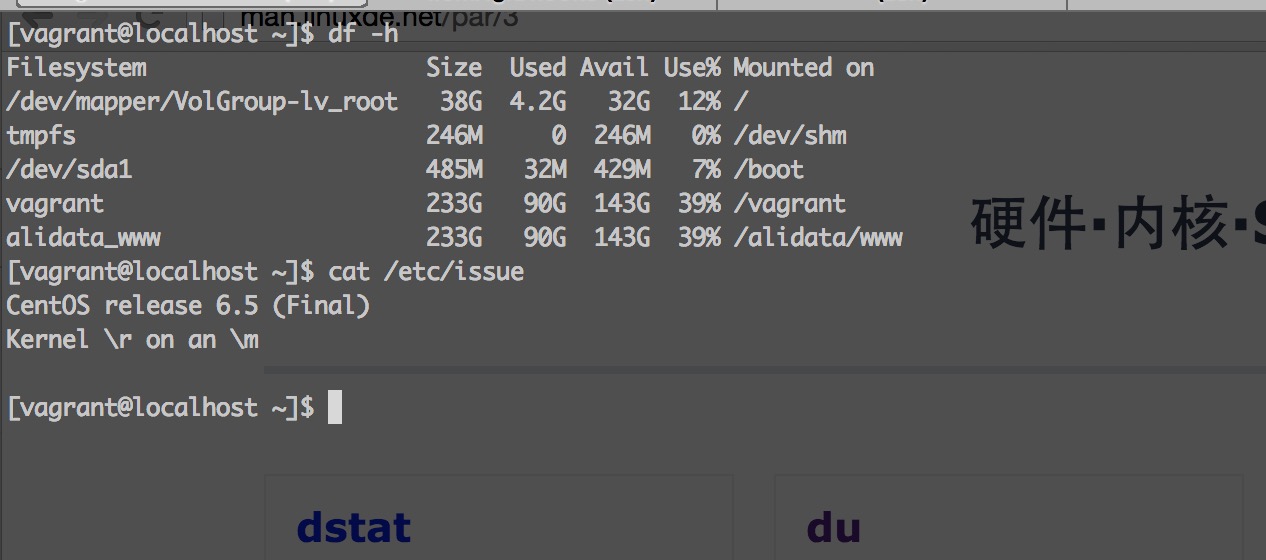 man.linuxde.net/par/3
[vagrant@localhost ~]$ df -h
Filesystem Size Used Avail Use% Mounted on
/dev/mapper/VolGroup-lv_root 38G 4.2G 32G 12% /
tmpfs 246M 0 246M 0% /dev/shm
/dev/sda1 485M 32M 429M 7% /boot
vagrant 233G 90G 143G 39% /vagrant
alidata_www 233G 90G 143G 39% /alidata/www
硬件·内核·S
[vagrant@localhost ~]$ cat /etc/issue
CentOS release 6.5 (Final)
Kernel \r on an \m
[vagrant@localhost ~]$
dstat
du